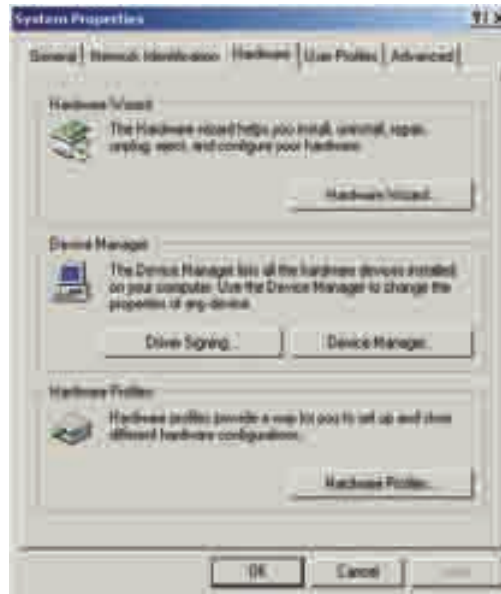 System Properties
General Network Identification Hardware User Profiles Advanced
Hardware Wizard
The Hardware wizard helps you install, uninstall, repair,
unplug, eject, and configure your hardware.
Hardware Wizard...
Device Manager
The Device Manager lists all the hardware devices installed
on your computer. Use the Device Manager to change the
properties of any device.
Driver Signing... Device Manager...
Hardware Profiles
Hardware profiles provide a way for you to set up and store
different hardware configurations.
Hardware Profiles...
OK Cancel